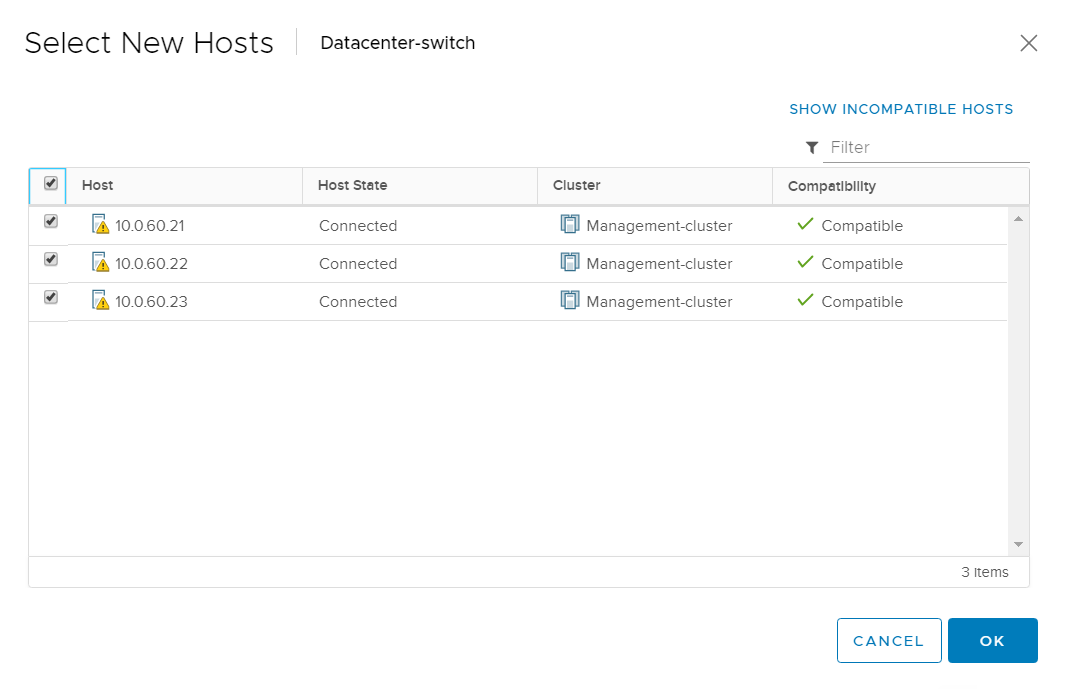 Select New Hosts Datacenter-switch
SHOW INCOMPATIBLE HOSTS
Filter
Host Host State Cluster Compatibility
10.0.60.21 Connected Management-cluster Compatible
10.0.60.22 Connected Management-cluster Compatible
10.0.60.23 Connected Management-cluster Compatible
3 items
CANCEL OK